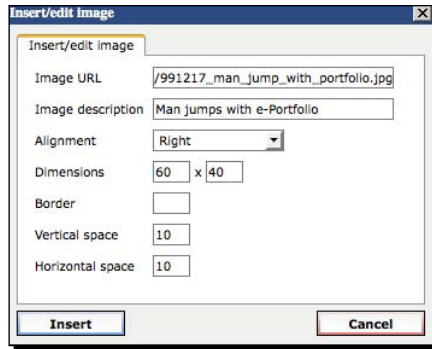 Insert/edit image
Insert/edit image
Image URL /991217_man_jump_with_portfolio.jpg
Image description Man jumps with e-Portfolio
Alignment Right
Dimensions 60 x 40
Border
Vertical space 10
Horizontal space 10
Insert Cancel